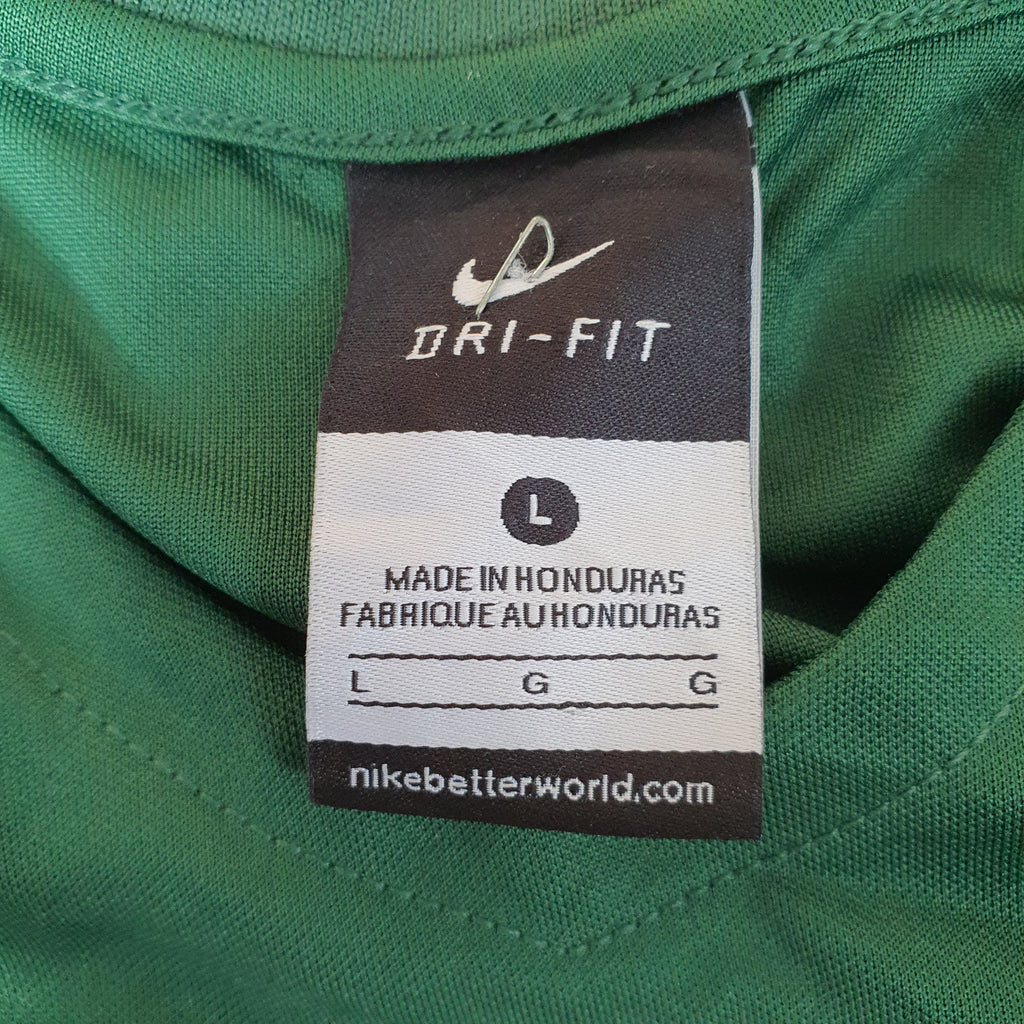 DRI-FIT
L
MADE IN HONDURAS
FABRIQUE AU HONDURAS
L G G
nikebetterworld.com